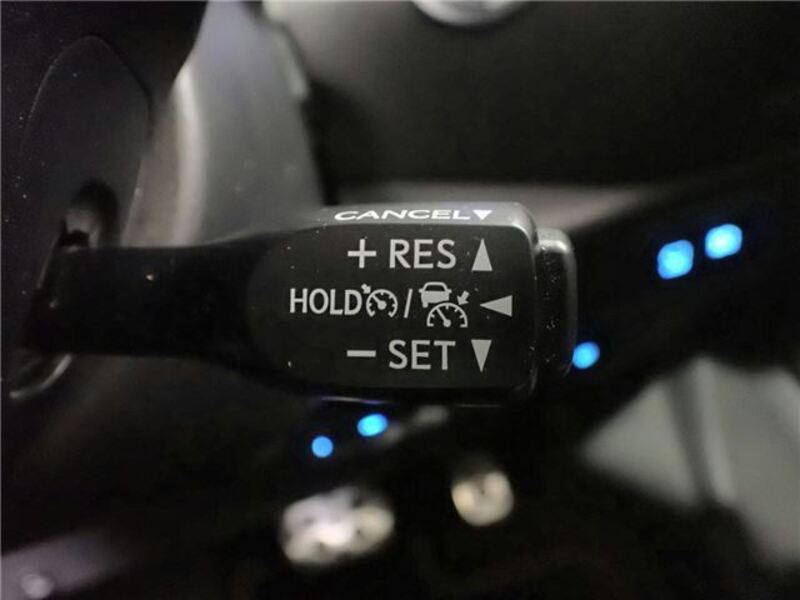 CANCEL▼
+ RES ▲
HOLD / ◀
− SET ▼